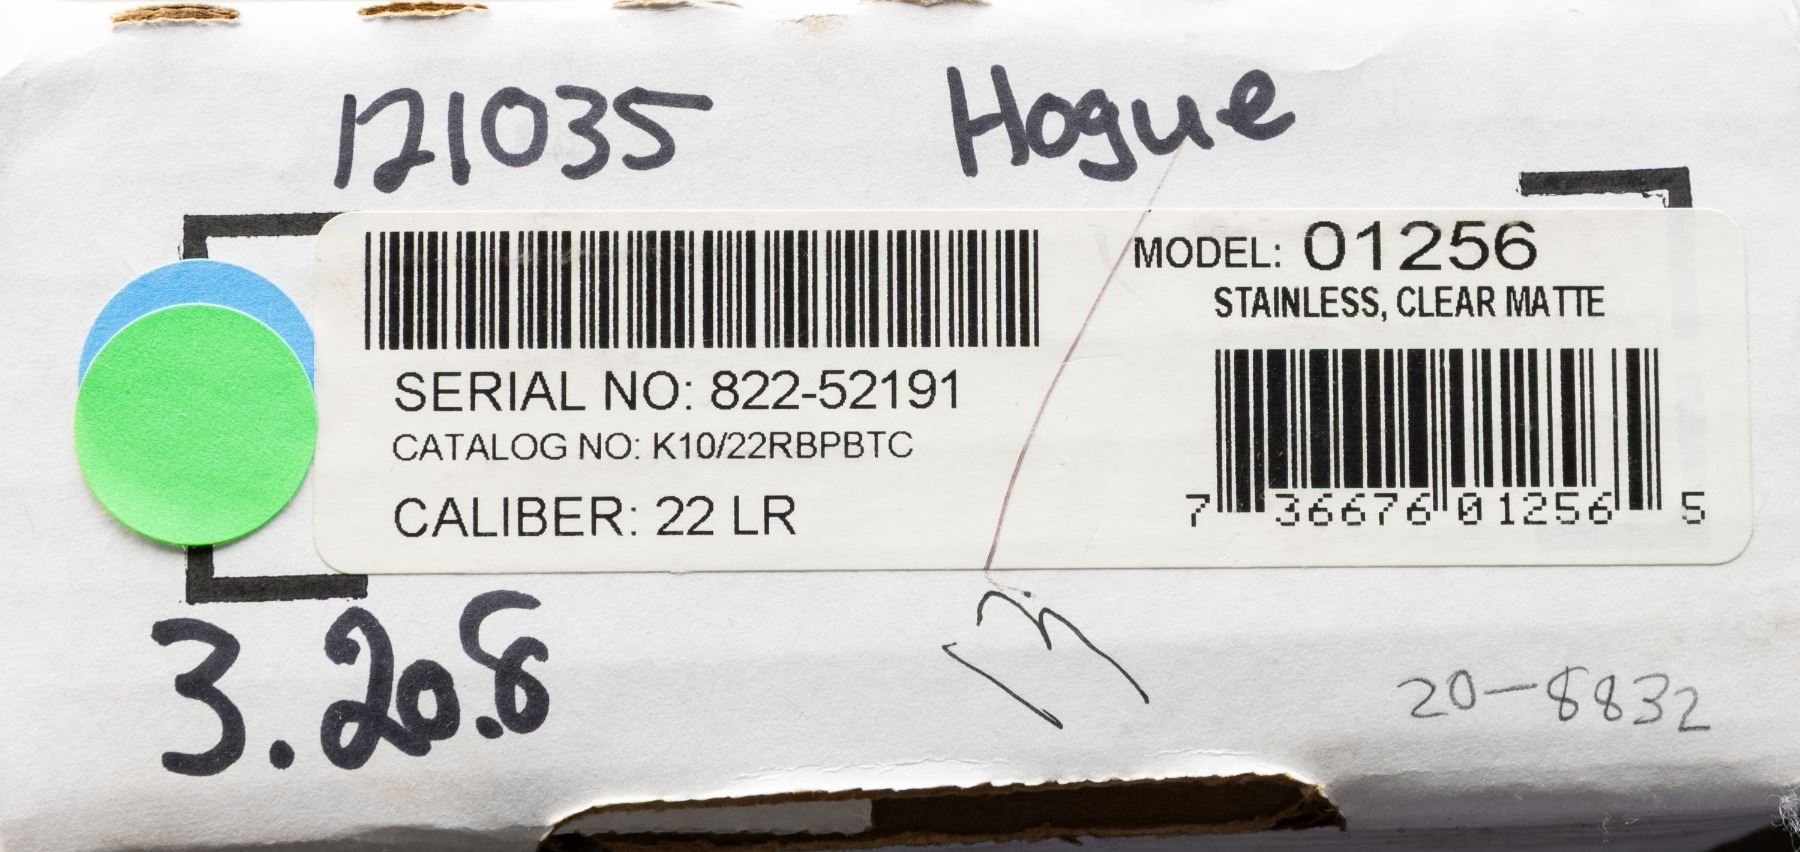 121035 Hogue
SERIAL NO: 822-52191
CATALOG NO: K10/22RBPBTC
CALIBER: 22 LR
MODEL: 01256
STAINLESS, CLEAR MATTE
7 36676 01256 5
3.20.8
20-8832